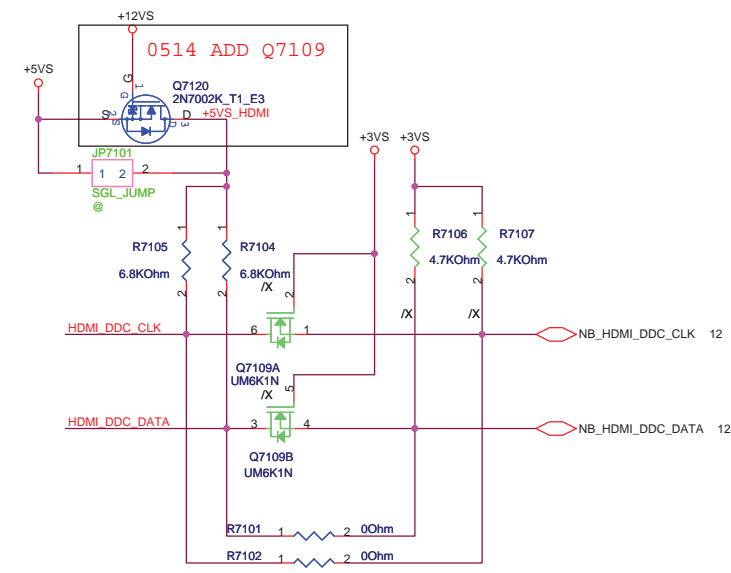 +12VS
0514 ADD Q7109
+5VS
G
1
G
Q7120
2N7002K_T1_E3
S
2
S
D
3
D
+5VS_HDMI
+3VS
+3VS
JP7101
1
1 2
2
SGL_JUMP
@
1
1
1
1
R7105
R7104
R7106
R7107
6.8KOhm
6.8KOhm
4.7KOhm
4.7KOhm
2
2
2
2
/X
2
/X
/X
HDMI_DDC_CLK
6
1
NB_HDMI_DDC_CLK 12
Q7109A
UM6K1N
/X
5
HDMI_DDC_DATA
3
4
NB_HDMI_DDC_DATA 12
Q7109B
UM6K1N
R7101
1
2
0Ohm
R7102
1
2
0Ohm